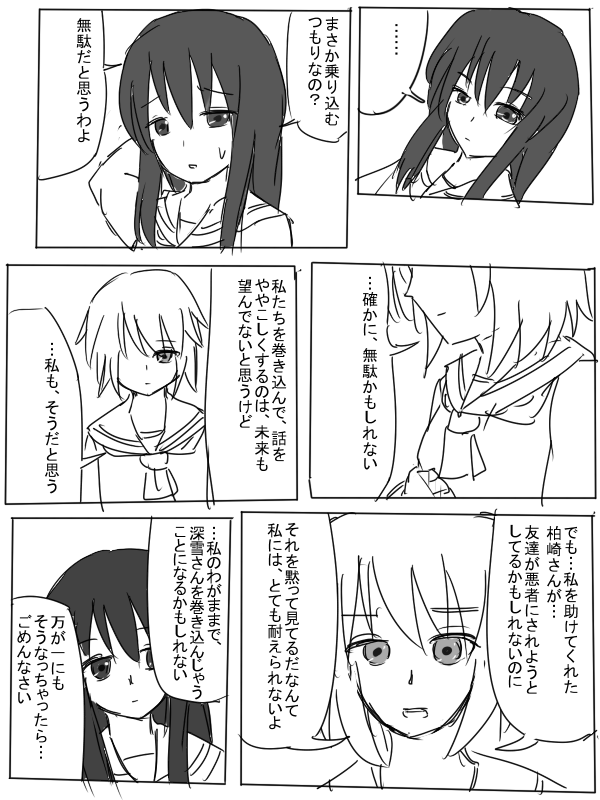 ……
まさか乗り込む
つもりなの？
無駄だと思うわよ
…確かに、無駄かもしれない
私たちを巻き込んで、話を
ややこしくするのは、未来も
望んでないと思うけど
…私も、そうだと思う
でも…私を助けてくれた
柏崎さんが…
友達が悪者にされようと
してるかもしれないのに
それを黙って見てるだなんて
私には、とても耐えられないよ
…私のわがままで、
深雪さんを巻き込んじゃう
ことになるかもしれない
万が一にも
そうなっちゃったら…
ごめんなさい